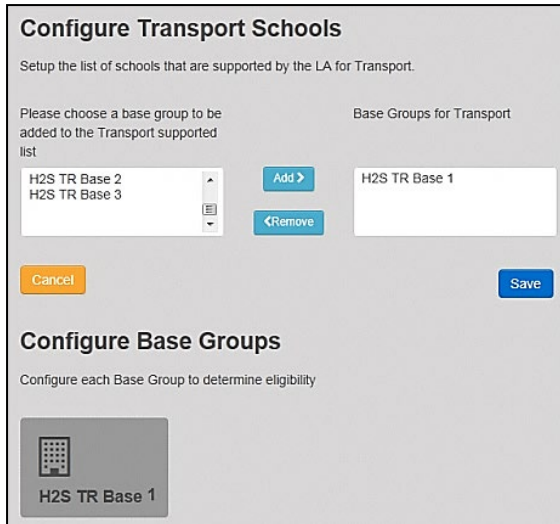 Configure Transport Schools
Setup the list of schools that are supported by the LA for Transport.
Please choose a base group to be
added to the Transport supported
list
Base Groups for Transport
H2S TR Base 2
H2S TR Base 3
Add >
< Remove
H2S TR Base 1
Cancel
Save
Configure Base Groups
Configure each Base Group to determine eligibility
H2S TR Base 1